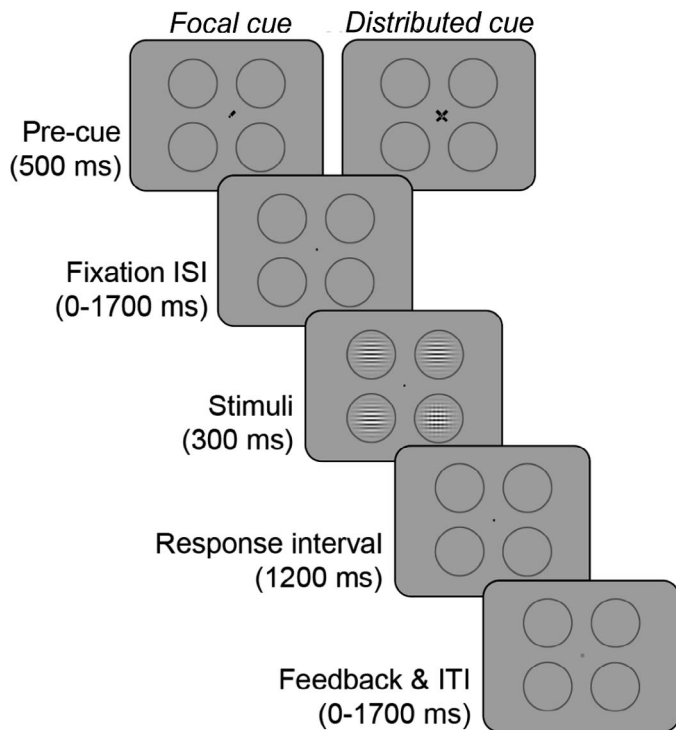 Focal cue
Distributed cue
Pre-cue
(500 ms)
Fixation ISI
(0-1700 ms)
Stimuli
(300 ms)
Response interval
(1200 ms)
Feedback & ITI
(0-1700 ms)